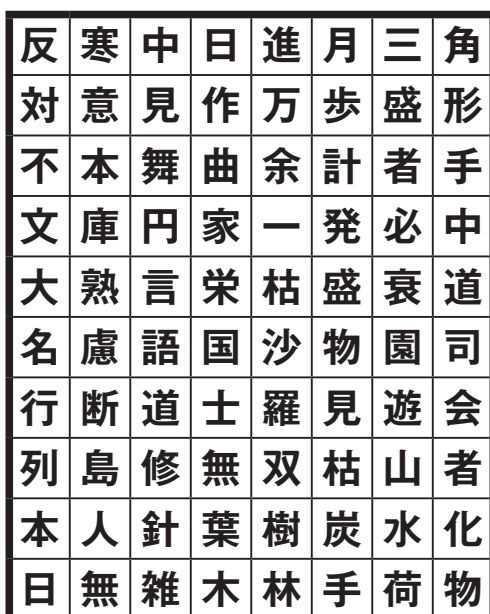 反寒中日進月三角
対意見作万歩盛形
不本舞曲余計者手
文庫円家一発必中
大熟言栄枯盛衰道
名慮語国沙物園司
行断道士羅見遊会
列島修無双枯山者
本人針葉樹炭水化
日無雑木林手荷物